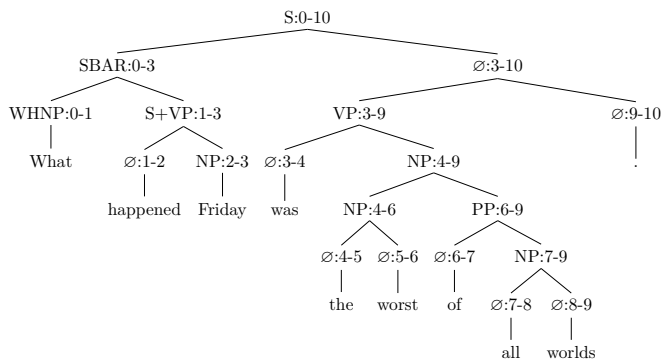 S:0-10
SBAR:0-3 ∅:3-10
WHNP:0-1 S+VP:1-3 VP:3-9 ∅:9-10
What ∅:1-2 NP:2-3 ∅:3-4 NP:4-9 .
happened Friday was NP:4-6 PP:6-9
∅:4-5 ∅:5-6 ∅:6-7 NP:7-9
the worst of ∅:7-8 ∅:8-9
all worlds